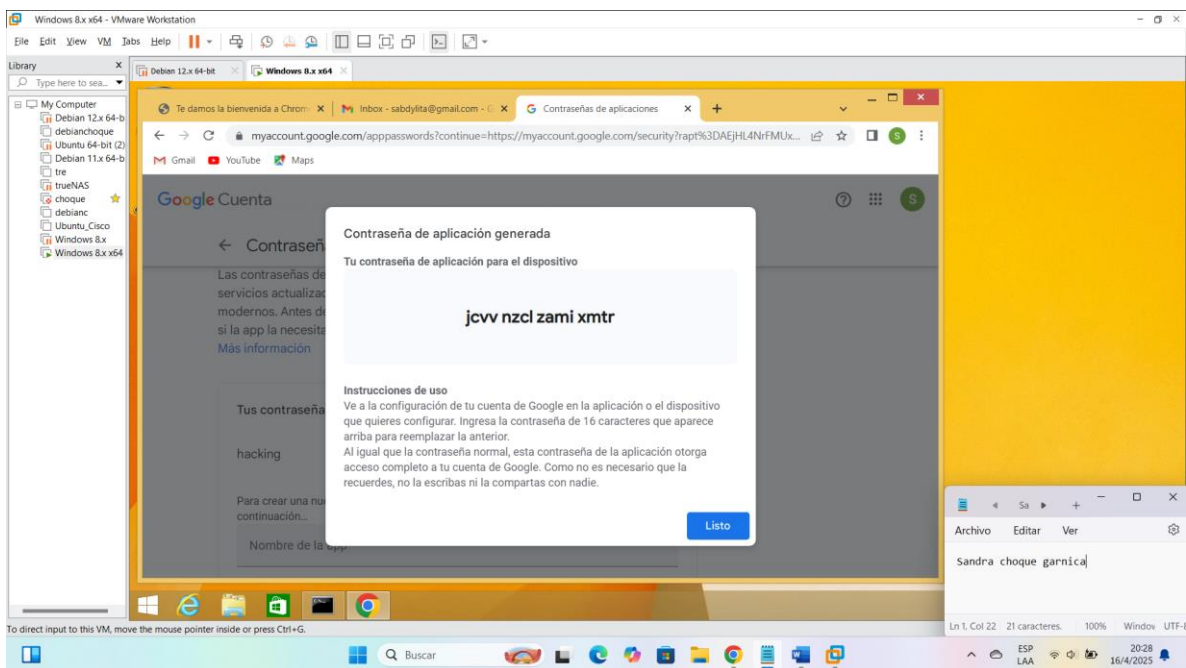 Windows 8.x x64 - VMware Workstation
File Edit View VM Tabs Help
Library
Type here to sea...
Debian 12.x 64-bit
Windows 8.x x64
My Computer
Debian 12.x 64-b
debianchoque
Ubuntu 64-bit (2)
Debian 11.x 64-b
tre
trueNAS
choque
debianc
Ubuntu_Cisco
Windows 8.x
Windows 8.x x64
Te damos la bienvenida a Chrom
Inbox - sabdylita@gmail.com - G
Contraseñas de aplicaciones
myaccount.google.com/apppasswords?continue=https://myaccount.google.com/security?rapt%3DAEjHL4NrFMUx...
Gmail YouTube Maps
Google Cuenta
S
Contraseñ
Las contraseñas de
servicios actualizad
modernos. Antes de
si la app la necesita
Más información
Tus contraseña
hacking
Para crear una nu
continuación...
Nombre de la app
Contraseña de aplicación generada
Tu contraseña de aplicación para el dispositivo
jcvv nzcl zami xmtr
Instrucciones de uso
Ve a la configuración de tu cuenta de Google en la aplicación o el dispositivo
que quieres configurar. Ingresa la contraseña de 16 caracteres que aparece
arriba para reemplazar la anterior.
Al igual que la contraseña normal, esta contraseña de la aplicación otorga
acceso completo a tu cuenta de Google. Como no es necesario que la
recuerdes, no la escribas ni la compartas con nadie.
Listo
Sa
Archivo Editar Ver
Sandra choque garnica
Ln 1, Col 22 21 caracteres. 100% Window UTF-8
To direct input to this VM, move the mouse pointer inside or press Ctrl+G.
Buscar
ESP
LAA
20:28
16/4/2025